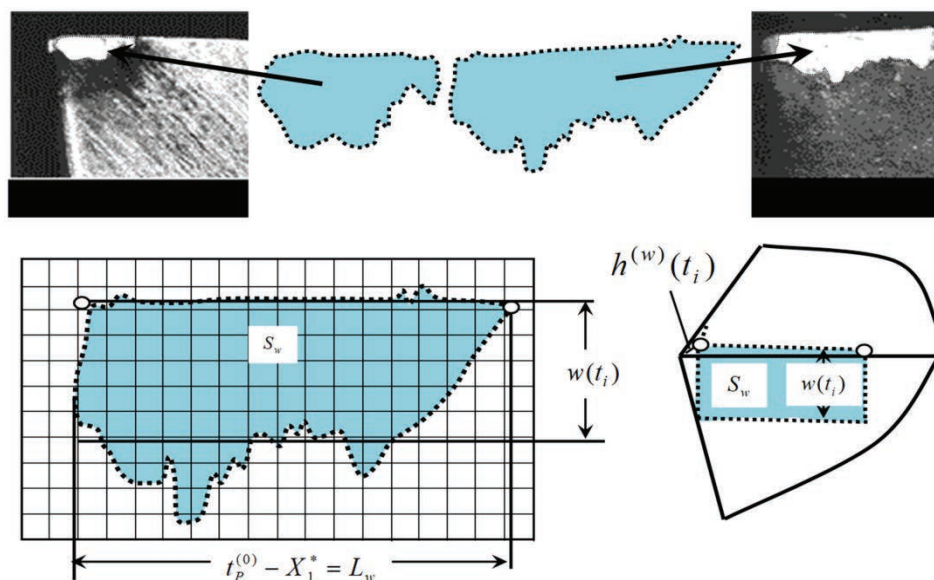 h^{(w)}(t_i)
S_w
w(t_i)
S_w
w(t_i)
t_P^{(0)} − X_1^* = L_w